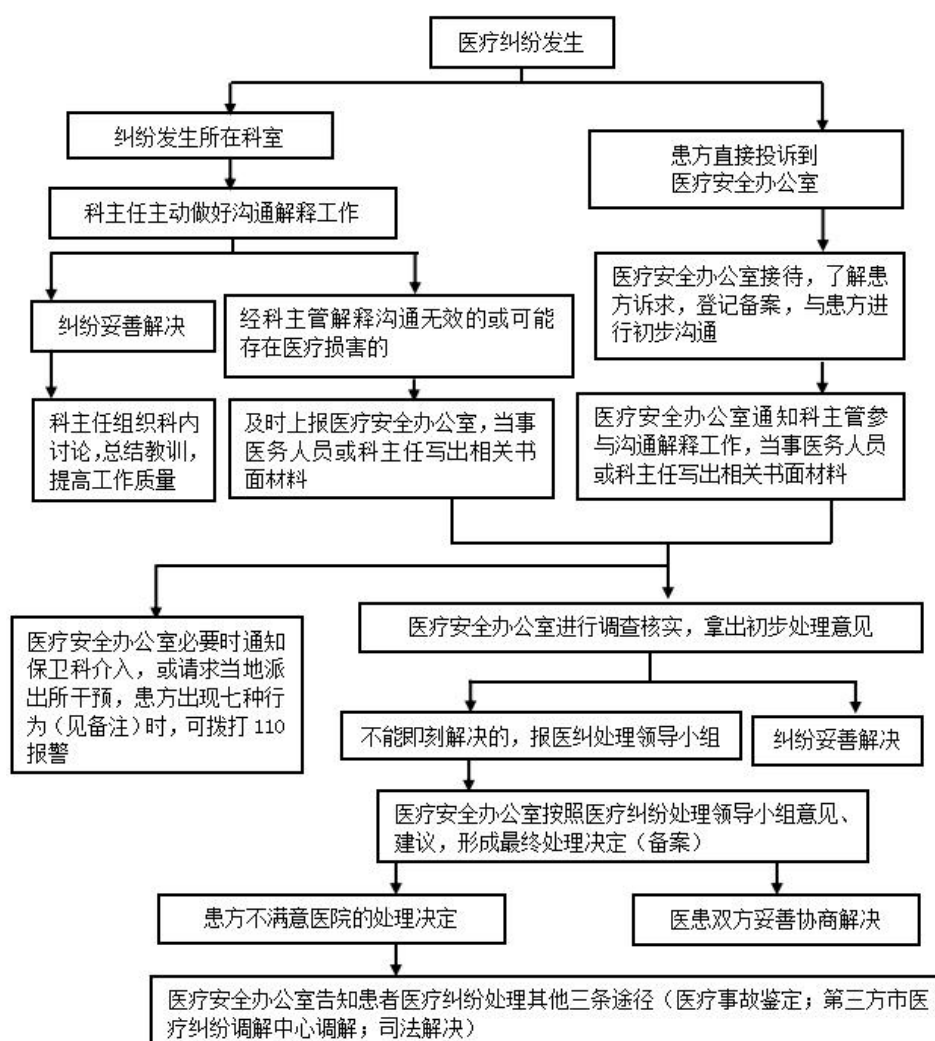 医疗纠纷发生
纠纷发生所在科室
患方直接投诉到
医疗安全办公室
科主任主动做好沟通解释工作
医疗安全办公室接待，了解患
方诉求，登记备案，与患方进
行初步沟通
纠纷妥善解决
经科主管解释沟通无效的或可能
存在医疗损害的
科主任组织科内
讨论,总结教训，
提高工作质量
及时上报医疗安全办公室，当事
医务人员或科主任写出相关书
面材料
医疗安全办公室通知科主管参
与沟通解释工作，当事医务人员
或科主任写出相关书面材料
医疗安全办公室必要时通知
保卫科介入，或请求当地派
出所干预，患方出现七种行
为（见备注）时，可拨打 110
报警
医疗安全办公室进行调查核实，拿出初步处理意见
不能即刻解决的，报医纠处理领导小组
纠纷妥善解决
医疗安全办公室按照医疗纠纷处理领导小组意见、
建议，形成最终处理决定（备案）
患方不满意医院的处理决定
医患双方妥善协商解决
医疗安全办公室告知患者医疗纠纷处理其他三条途径（医疗事故鉴定；第三方市医
疗纠纷调解中心调解；司法解决）